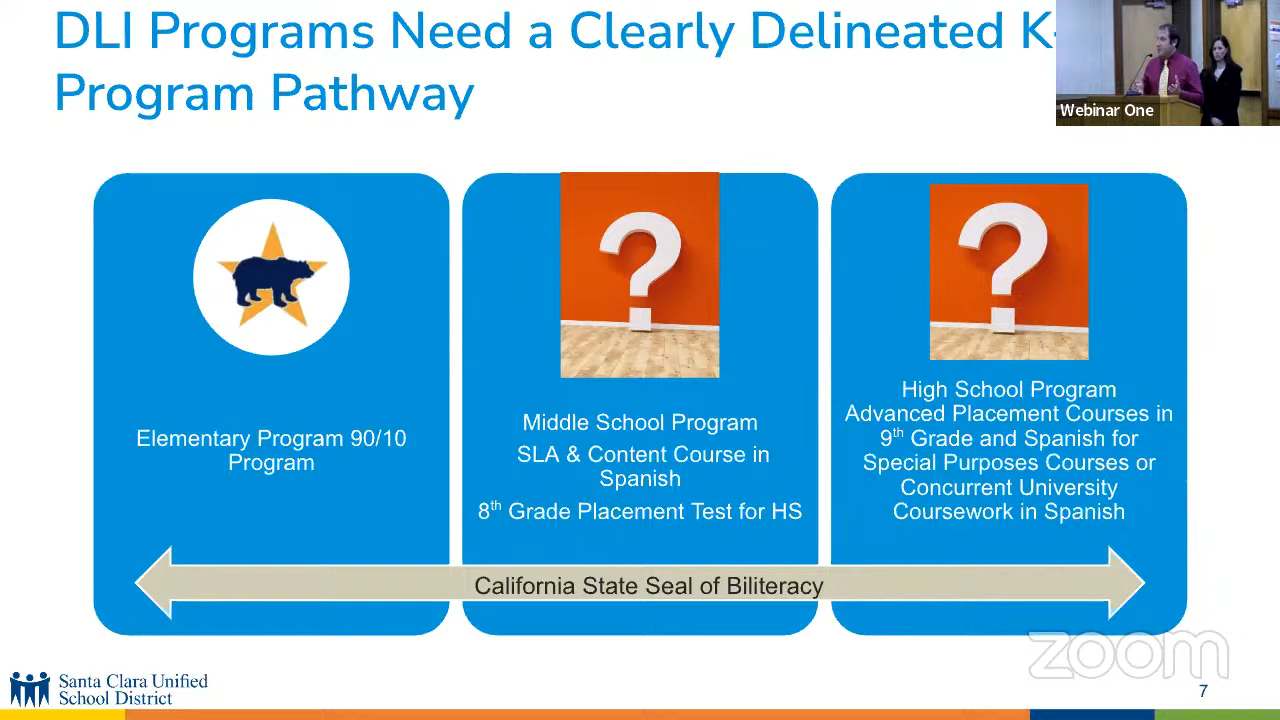 DLI Programs Need a Clearly Delineated K-
Program Pathway
Webinar One
Elementary Program 90/10
Program
Middle School Program
SLA & Content Course in
Spanish
8th Grade Placement Test for HS
High School Program
Advanced Placement Courses in
9th Grade and Spanish for
Special Purposes Courses or
Concurrent University
Coursework in Spanish
California State Seal of Biliteracy
Santa Clara Unified
School District
zoom
7